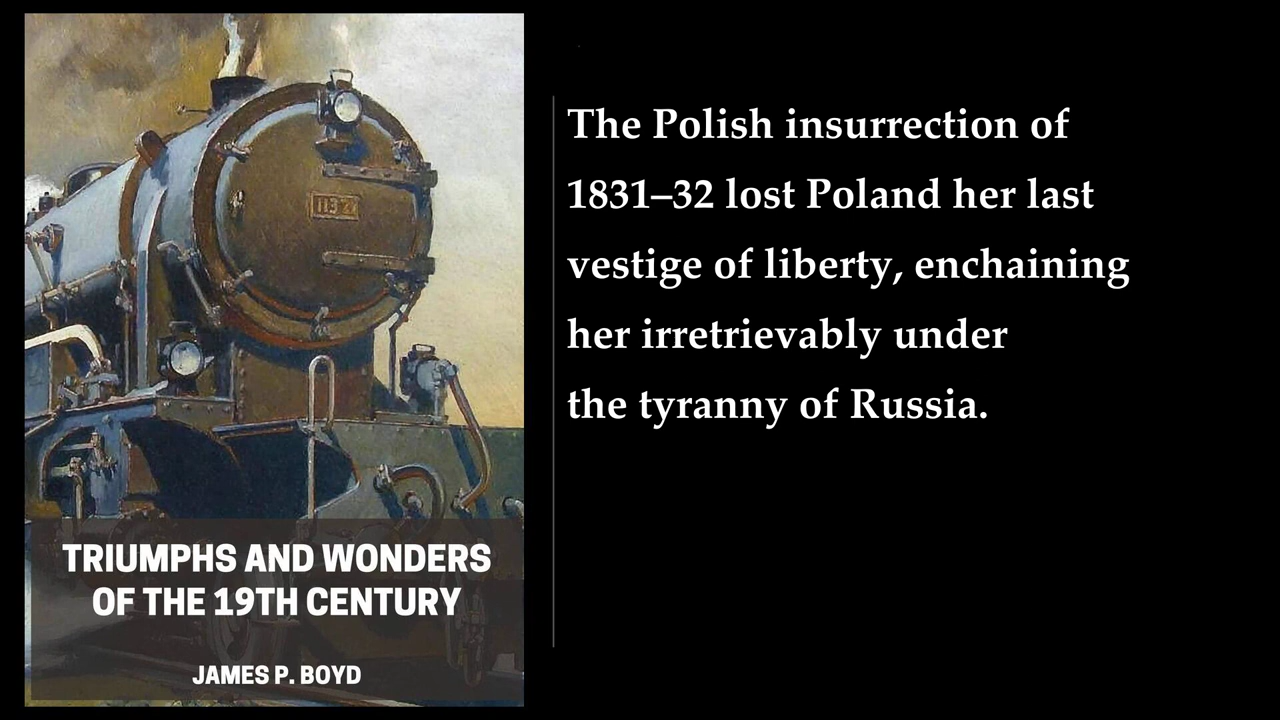 1132
TRIUMPHS AND WONDERS
OF THE 19TH CENTURY
JAMES P. BOYD
The Polish insurrection of
1831–32 lost Poland her last
vestige of liberty, enchaining
her irretrievably under
the tyranny of Russia.